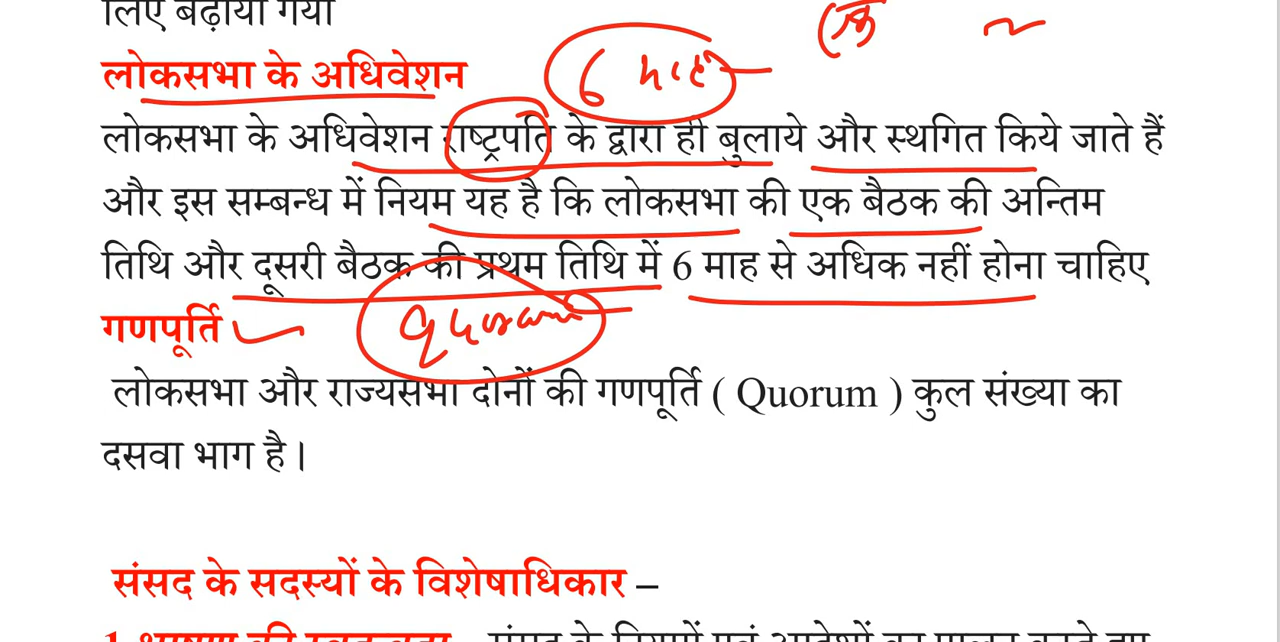 लिए बढ़ाया गया
लोकसभा के अधिवेशन 6 माह
लोकसभा के अधिवेशन राष्ट्रपति के द्वारा ही बुलाये और स्थगित किये जाते हैं
और इस सम्बन्ध में नियम यह है कि लोकसभा की एक बैठक की अन्तिम
तिथि और दूसरी बैठक की प्रथम तिथि में 6 माह से अधिक नहीं होना चाहिए
गणपूर्ति
लोकसभा और राज्यसभा दोनों की गणपूर्ति ( Quorum ) कुल संख्या का
दसवा भाग है।
संसद के सदस्यों के विशेषाधिकार –